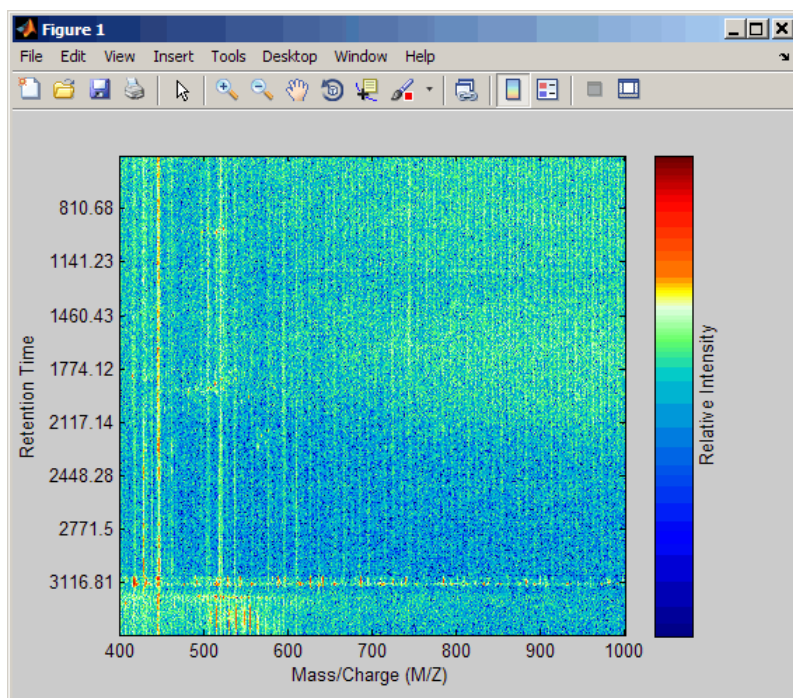 Figure 1
File Edit View Insert Tools Desktop Window Help
810.68
1141.23
1460.43
1774.12
2117.14
2448.28
2771.5
3116.81
Retention Time
400 500 600 700 800 900 1000
Mass/Charge (M/Z)
Relative Intensity